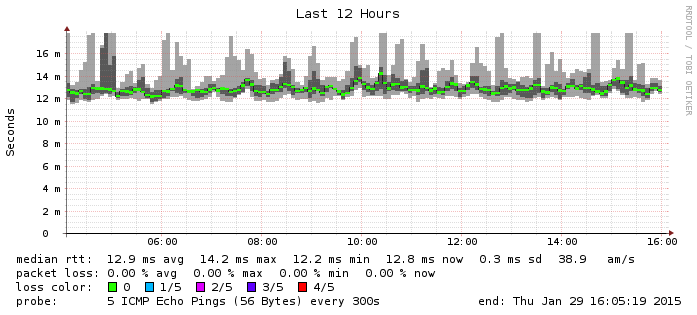 Last 12 Hours
RRDTOOL / TOBI OETIKER
Seconds
16 m
14 m
12 m
10 m
8 m
6 m
4 m
2 m
0
06:00 08:00 10:00 12:00 14:00 16:00
median rtt: 12.9 ms avg 14.2 ms max 12.2 ms min 12.8 ms now 0.3 ms sd 38.9 am/s
packet loss: 0.00 % avg 0.00 % max 0.00 % min 0.00 % now
loss color: 0 1/5 2/5 3/5 4/5
probe: 5 ICMP Echo Pings (56 Bytes) every 300s end: Thu Jan 29 16:05:19 2015